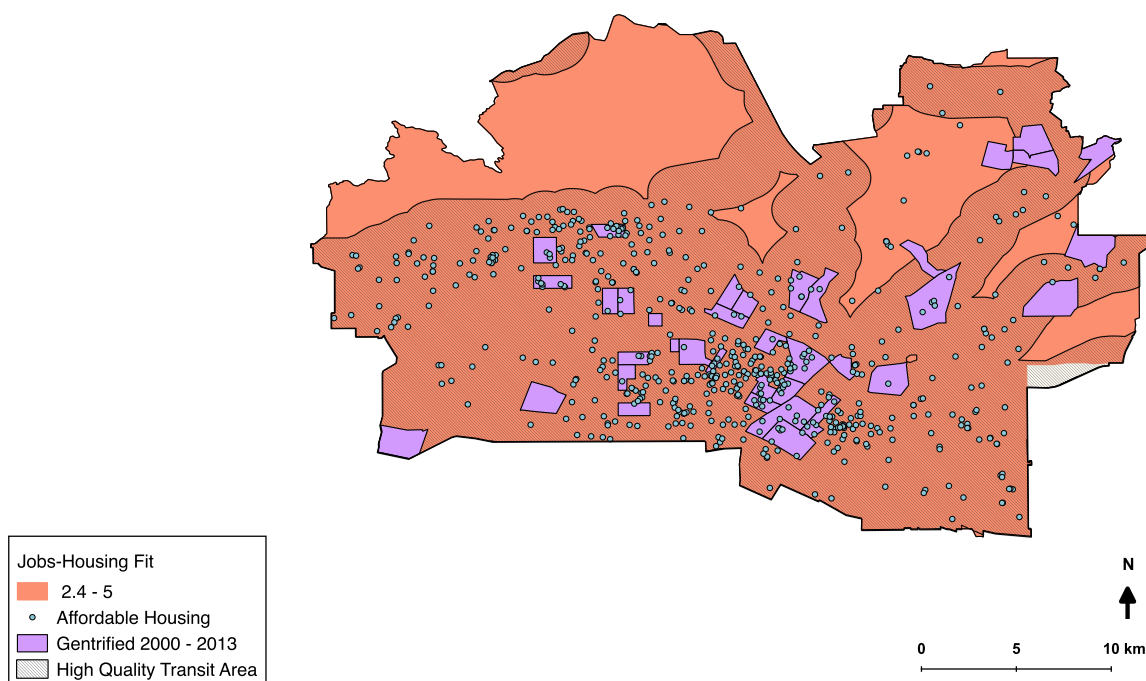 Jobs-Housing Fit
2.4 - 5
Affordable Housing
Gentrified 2000 - 2013
High Quality Transit Area
N
0 5 10 km